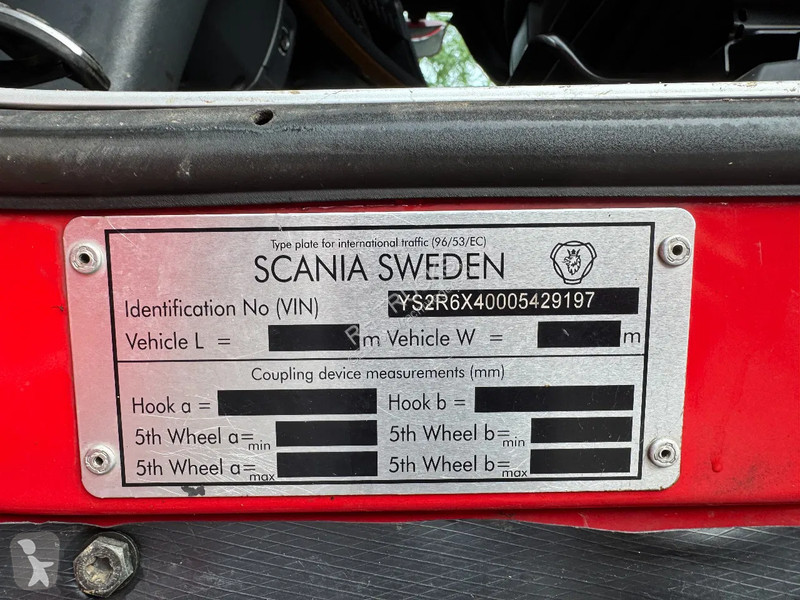 Type plate for international traffic (96/53/EC)
SCANIA SWEDEN
Identification No (VIN) YS2R6X40005429197
Vehicle L = m Vehicle W = m
Coupling device measurements (mm)
Hook a = Hook b =
5th Wheel a=min 5th Wheel b=min
5th Wheel a=max 5th Wheel b=max